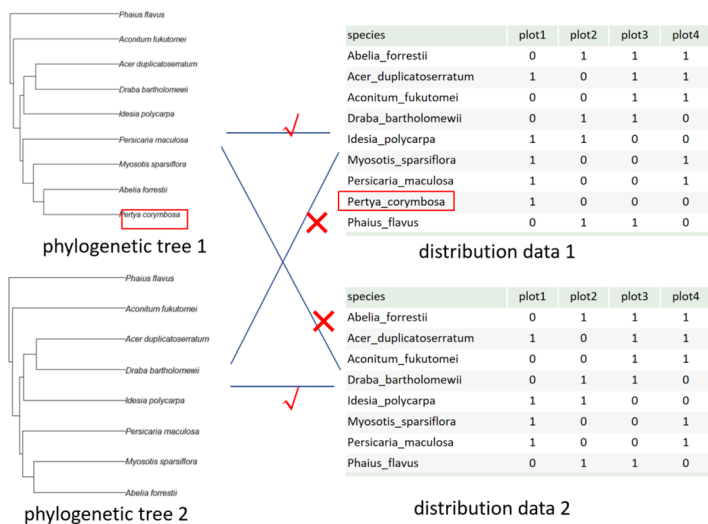 Phaius flavus
Aconitum fukutomei
Acer duplicatoserratum
Draba bartholomewii
Idesia polycarpa
Persicaria maculosa
Myosotis sparsiflora
Abelia forrestii
Pertya corymbosa
phylogenetic tree 1
species plot1 plot2 plot3 plot4
Abelia_forrestii 0 1 1 1
Acer_duplicatoserratum 1 0 1 1
Aconitum_fukutomei 0 0 1 1
Draba_bartholomewii 0 1 1 0
Idesia_polycarpa 1 1 0 0
Myosotis_sparsiflora 1 0 0 1
Persicaria_maculosa 1 0 0 1
Pertya_corymbosa 1 0 0 0
Phaius_flavus 0 1 1 0
distribution data 1
Phaius flavus
Aconitum fukutomei
Acer duplicatoserratum
Draba bartholomewii
Idesia polycarpa
Persicaria maculosa
Myosotis sparsiflora
Abelia forrestii
phylogenetic tree 2
species plot1 plot2 plot3 plot4
Abelia_forrestii 0 1 1 1
Acer_duplicatoserratum 1 0 1 1
Aconitum_fukutomei 0 0 1 1
Draba_bartholomewii 0 1 1 0
Idesia_polycarpa 1 1 0 0
Myosotis_sparsiflora 1 0 0 1
Persicaria_maculosa 1 0 0 1
Phaius_flavus 0 1 1 0
distribution data 2